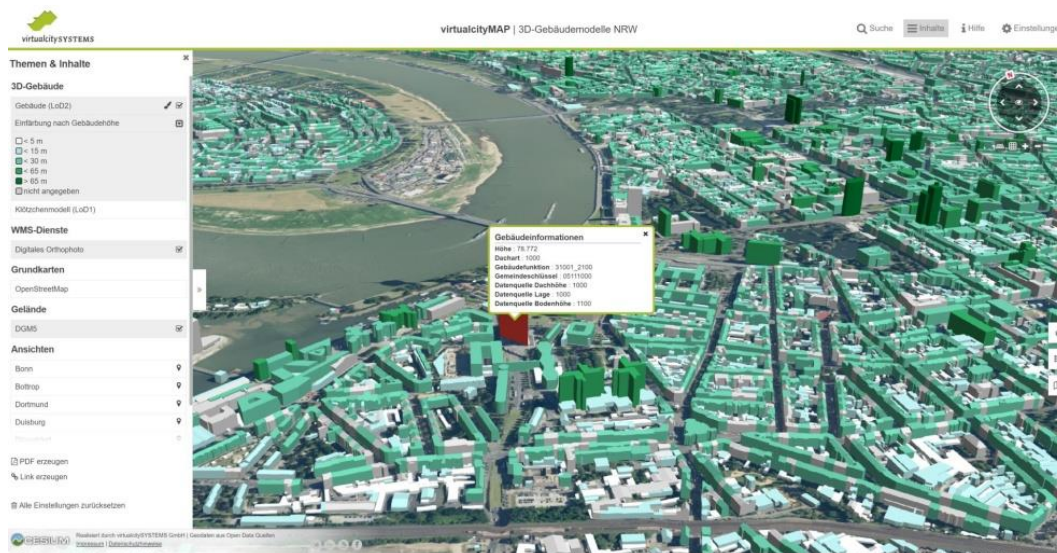 virtualcitySYSTEMS
virtualcityMAP | 3D-Gebäudemodelle NRW
Suche
Inhalte
Hilfe
Einstellunge
Themen & Inhalte
3D-Gebäude
Gebäude (LoD2)
Einfärbung nach Gebäudehöhe
< 5 m
< 15 m
< 30 m
< 65 m
> 65 m
nicht angegeben
Klötzchenmodell (LoD1)
WMS-Dienste
Digitales Orthophoto
Grundkarten
OpenStreetMap
Gelände
DGM5
Ansichten
Bonn
Bottrop
Dortmund
Duisburg
PDF erzeugen
Link erzeugen
Alle Einstellungen zurücksetzen
Gebäudeinformationen
Höhe : 78.772
Dachart : 1000
Gebäudefunktion : 31001_2100
Gemeindeschlüssel : 05111000
Datenquelle Dachhöhe : 1000
Datenquelle Lage : 1000
Datenquelle Bodenhöhe : 1100
CESIUM
Realisiert durch virtualcitySYSTEMS GmbH | Geodaten aus Open Data Quellen
Impressum | Datenschutzhinweise